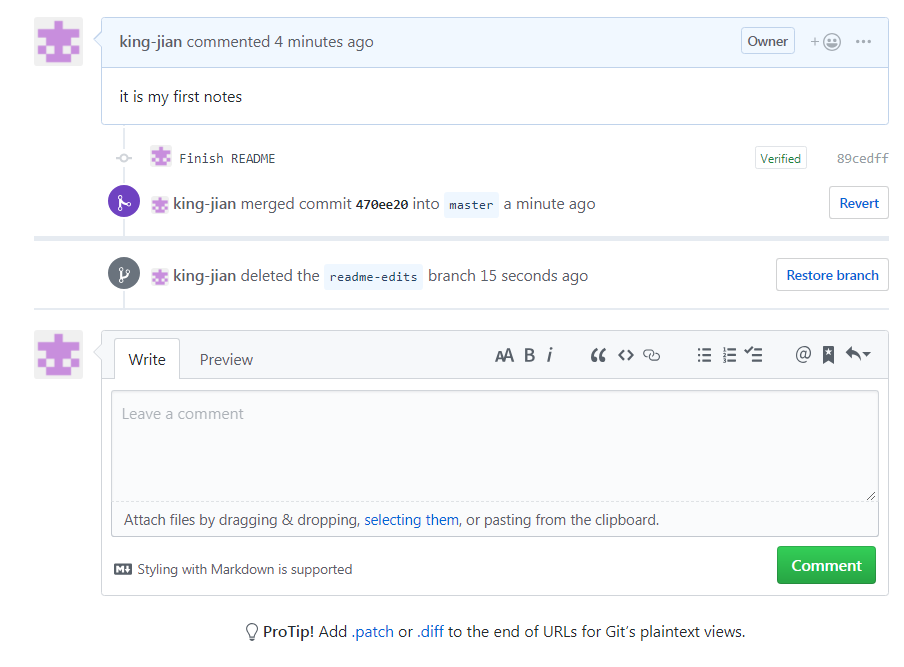 king-jian commented 4 minutes ago Owner
it is my first notes
Finish README Verified 89cedff
king-jian merged commit 470ee20 into master a minute ago Revert
king-jian deleted the readme-edits branch 15 seconds ago Restore branch
Write Preview AA B i
Leave a comment
Attach files by dragging & dropping, selecting them, or pasting from the clipboard.
M Styling with Markdown is supported Comment
ProTip! Add .patch or .diff to the end of URLs for Git's plaintext views.